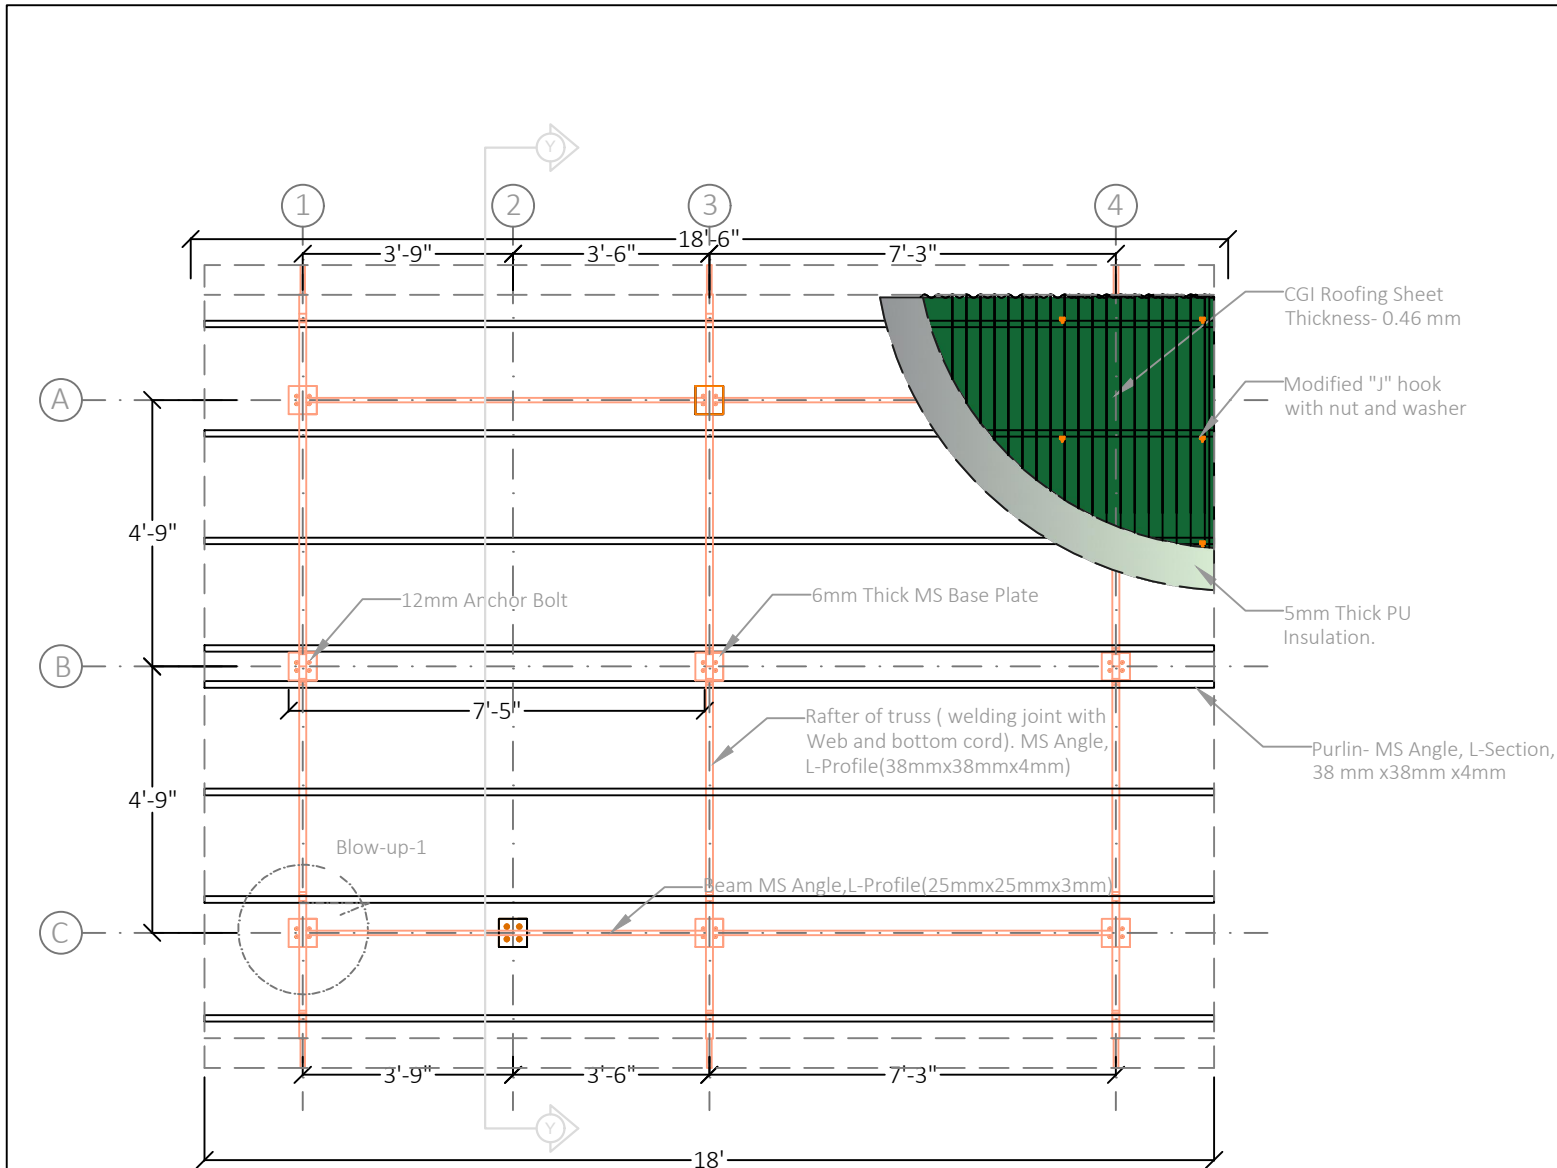 Y
1
2
3
4
18'-6"
3'-9"
3'-6"
7'-3"
CGI Roofing Sheet
Thickness- 0.46 mm
Modified "J" hook
with nut and washer
A
4'-9"
12mm Anchor Bolt
6mm Thick MS Base Plate
5mm Thick PU
Insulation.
B
7'-5"
Rafter of truss ( welding joint with
Web and bottom cord). MS Angle,
L-Profile(38mmx38mmx4mm)
Purlin- MS Angle, L-Section,
38 mm x38mm x4mm
4'-9"
Blow-up-1
Beam MS Angle,L-Profile(25mmx25mmx3mm)
C
3'-9"
3'-6"
7'-3"
Y
18'